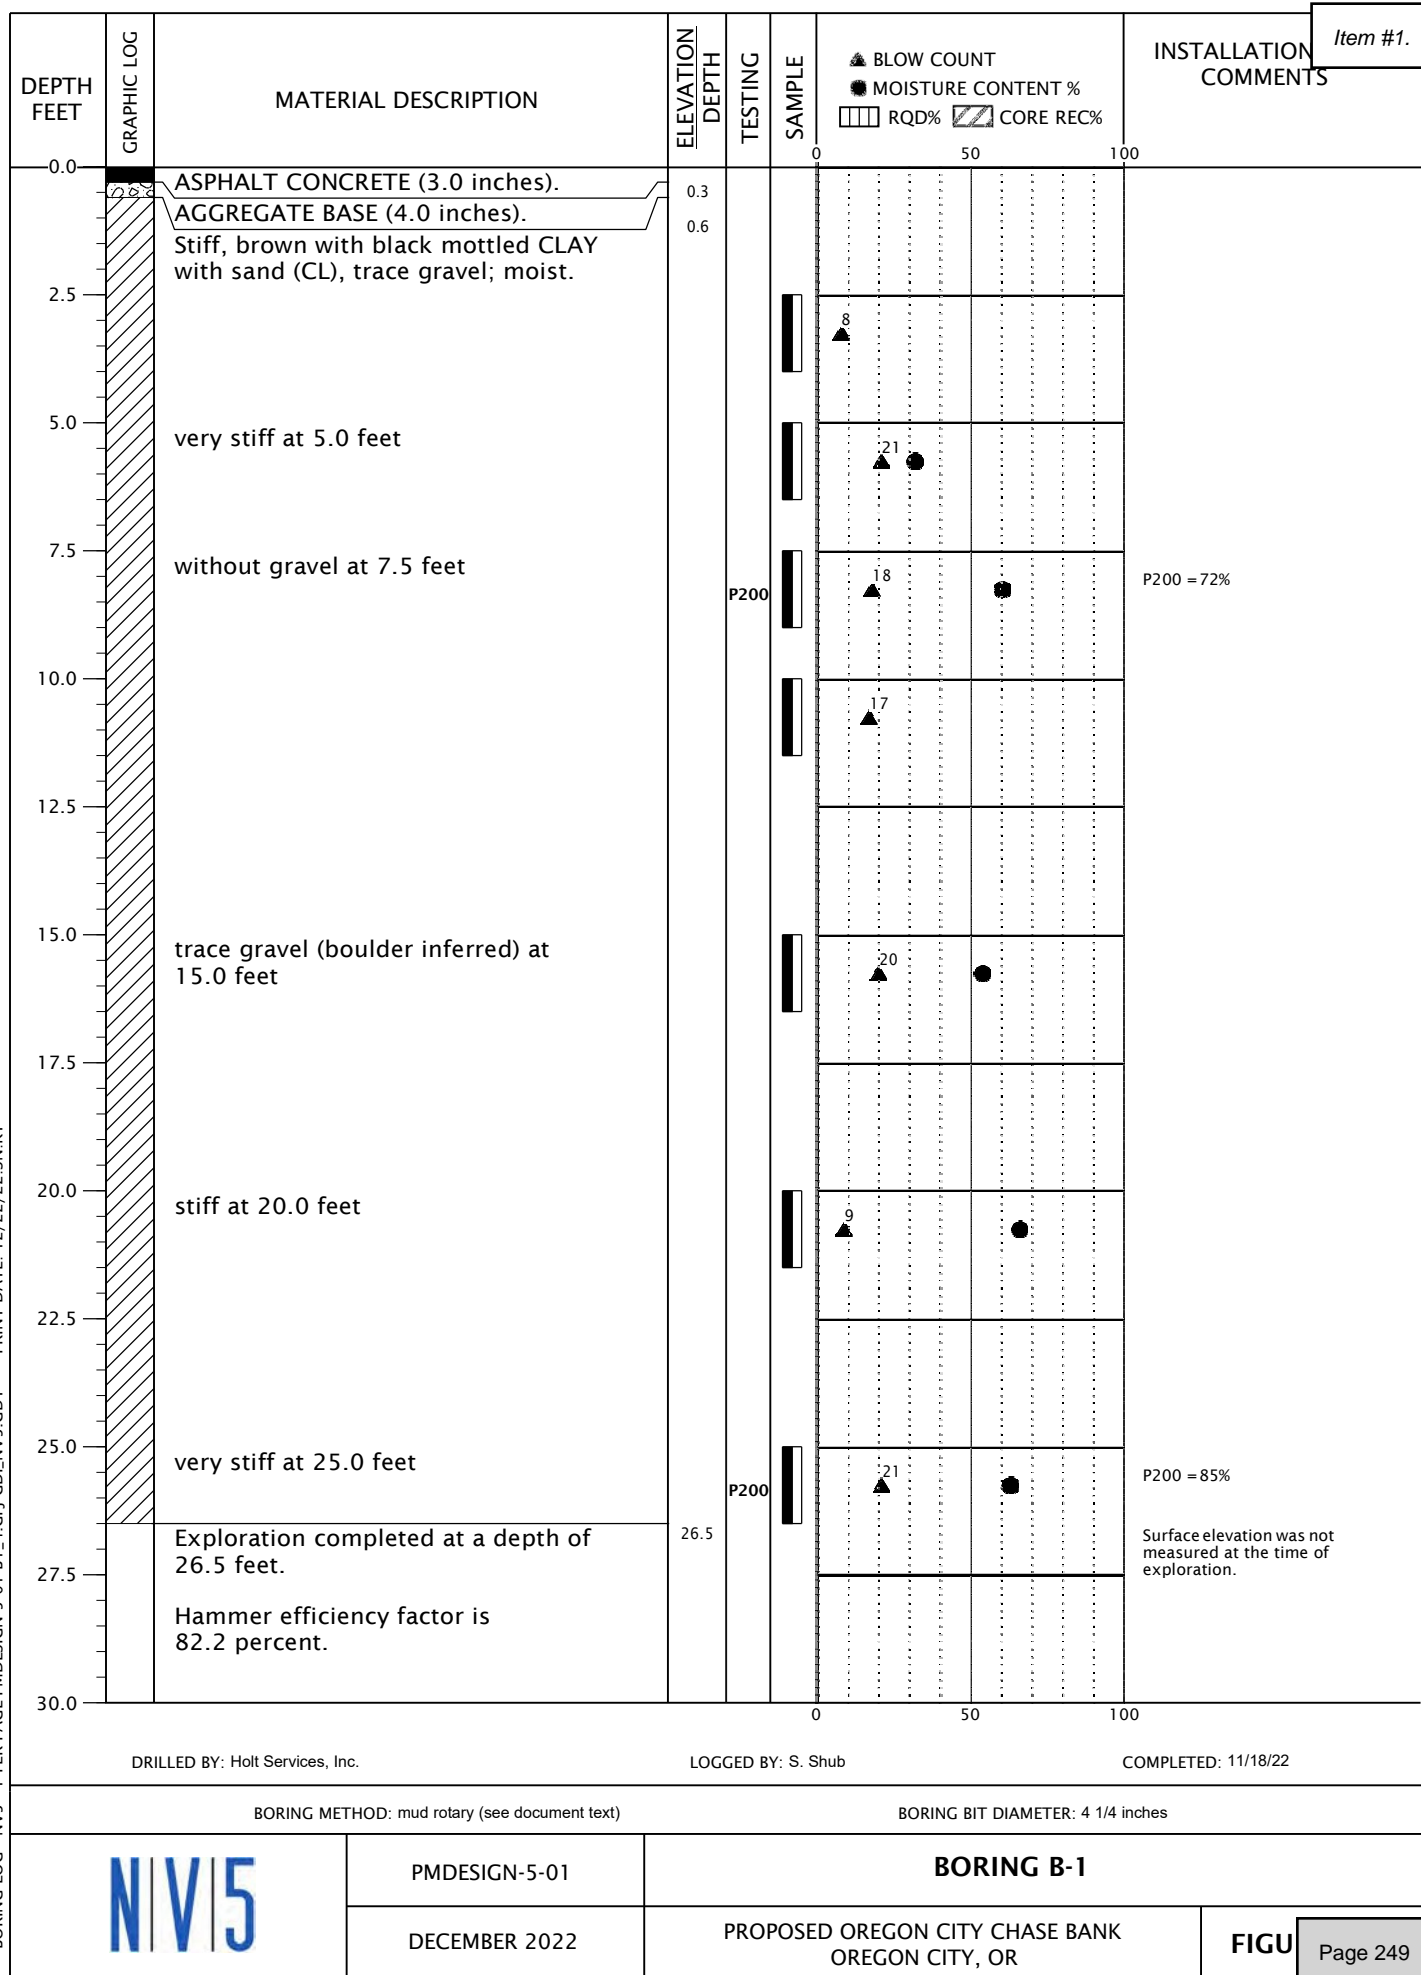 Item #1.
DEPTH
FEET
GRAPHIC LOG
MATERIAL DESCRIPTION
ELEVATION
DEPTH
TESTING
SAMPLE
BLOW COUNT
MOISTURE CONTENT %
RQD% CORE REC%
INSTALLATION
COMMENTS
0 50 100
0.0
ASPHALT CONCRETE (3.0 inches).
0.3
AGGREGATE BASE (4.0 inches).
0.6
Stiff, brown with black mottled CLAY
with sand (CL), trace gravel; moist.
2.5
8
5.0
very stiff at 5.0 feet
21
7.5
without gravel at 7.5 feet
P200
18
P200 = 72%
10.0
17
12.5
15.0
trace gravel (boulder inferred) at
15.0 feet
20
17.5
20.0
stiff at 20.0 feet
9
22.5
25.0
very stiff at 25.0 feet
P200
21
P200 = 85%
Exploration completed at a depth of
26.5 feet.
26.5
Surface elevation was not
measured at the time of
exploration.
27.5
Hammer efficiency factor is
82.2 percent.
30.0
0 50 100
DRILLED BY: Holt Services, Inc. LOGGED BY: S. Shub COMPLETED: 11/18/22
BORING METHOD: mud rotary (see document text) BORING BIT DIAMETER: 4 1/4 inches
NV5
PMDESIGN-5-01
BORING B-1
DECEMBER 2022
PROPOSED OREGON CITY CHASE BANK
OREGON CITY, OR
FIGU
Page 249